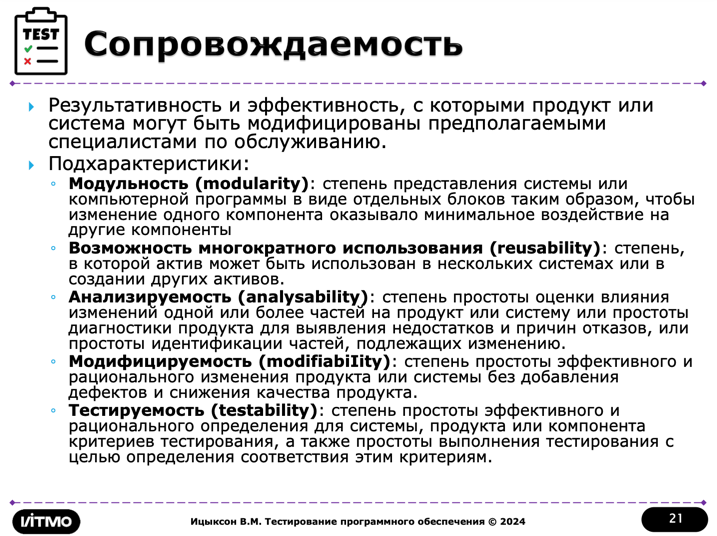 TEST
Сопровождаемость
Результативность и эффективность, с которыми продукт или
система могут быть модифицированы предполагаемыми
специалистами по обслуживанию.
Подхарактеристики:
Модульность (modularity): степень представления системы или
компьютерной программы в виде отдельных блоков таким образом, чтобы
изменение одного компонента оказывало минимальное воздействие на
другие компоненты
Возможность многократного использования (reusability): степень,
в которой актив может быть использован в нескольких системах или в
создании других активов.
Анализируемость (analysability): степень простоты оценки влияния
изменений одной или более частей на продукт или систему или простоты
диагностики продукта для выявления недостатков и причин отказов, или
простоты идентификации частей, подлежащих изменению.
Модифицируемость (modifiabiIity): степень простоты эффективного и
рационального изменения продукта или системы без добавления
дефектов и снижения качества продукта.
Тестируемость (testability): степень простоты эффективного и
рационального определения для системы, продукта или компонента
критериев тестирования, а также простоты выполнения тестирования с
целью определения соответствия этим критериям.
ИТМО
Ицыксон В.М. Тестирование программного обеспечения © 2024
21